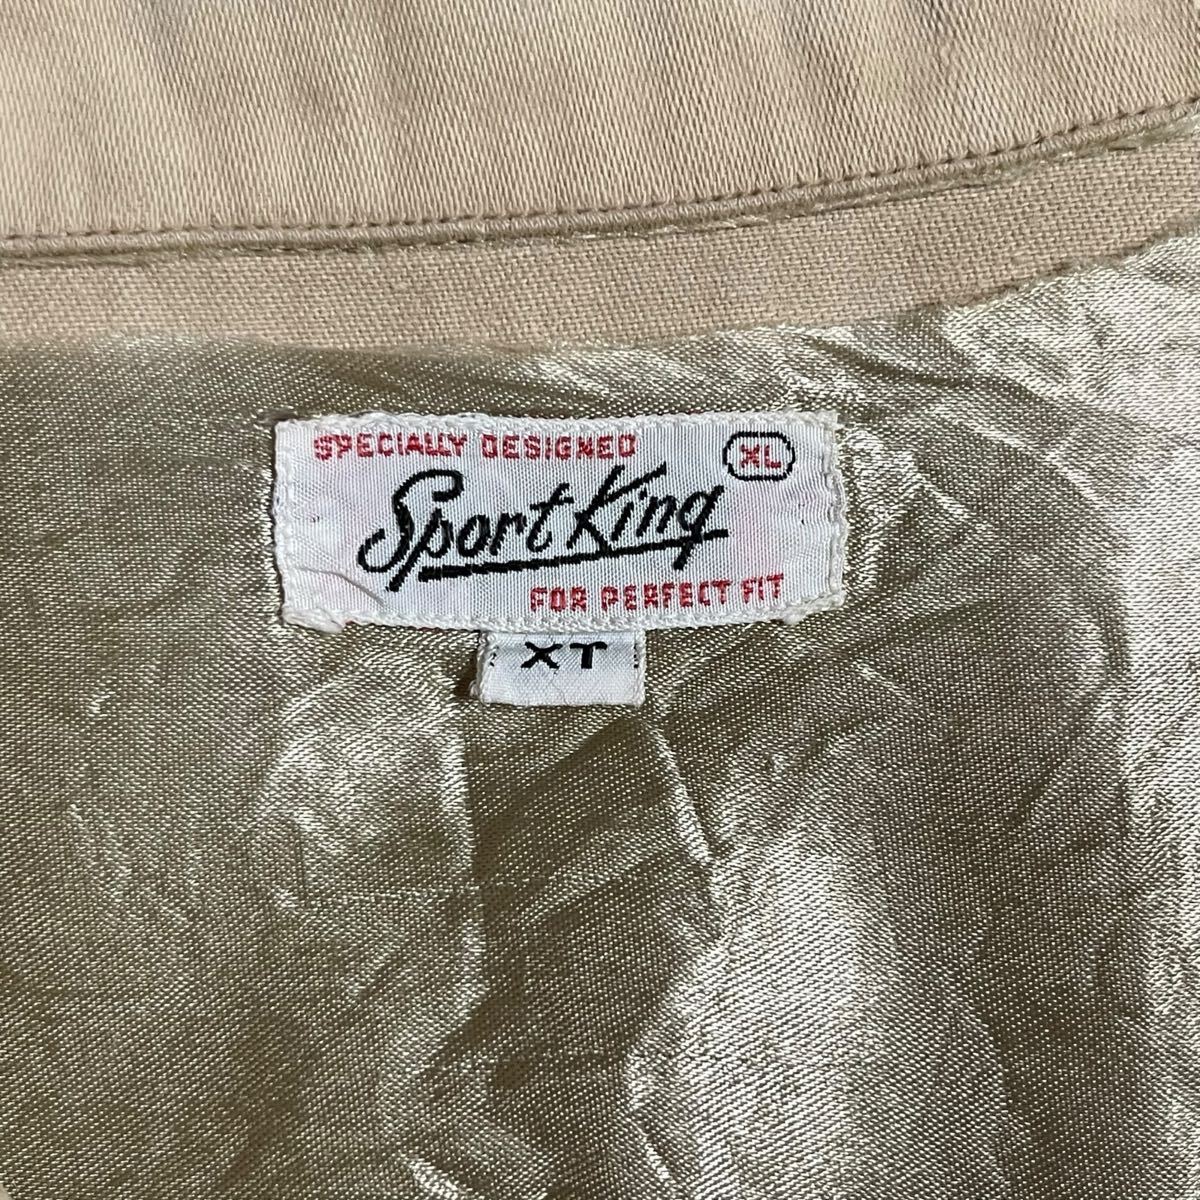 SPECIALLY DESIGNED
XL
Sport King
FOR PERFECT FIT
XT